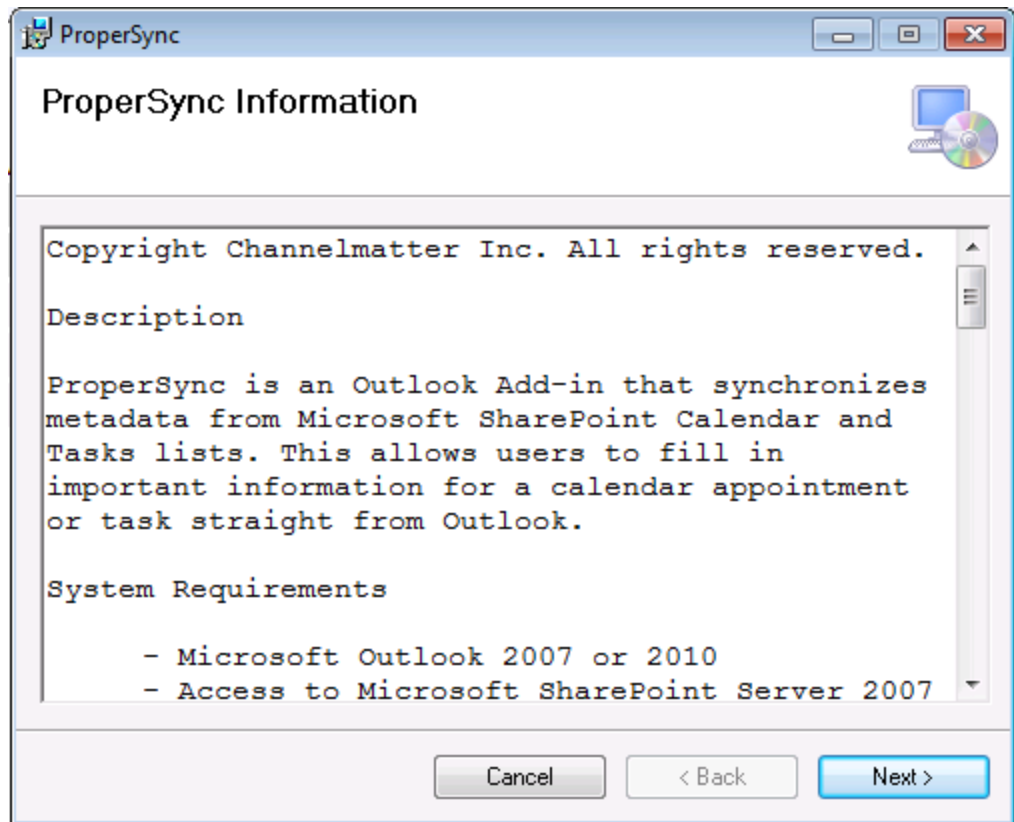 ProperSync
ProperSync Information
Copyright Channelmatter Inc. All rights reserved.
Description
ProperSync is an Outlook Add-in that synchronizes
metadata from Microsoft SharePoint Calendar and
Tasks lists. This allows users to fill in
important information for a calendar appointment
or task straight from Outlook.
System Requirements
- Microsoft Outlook 2007 or 2010
- Access to Microsoft SharePoint Server 2007
Cancel
< Back
Next >